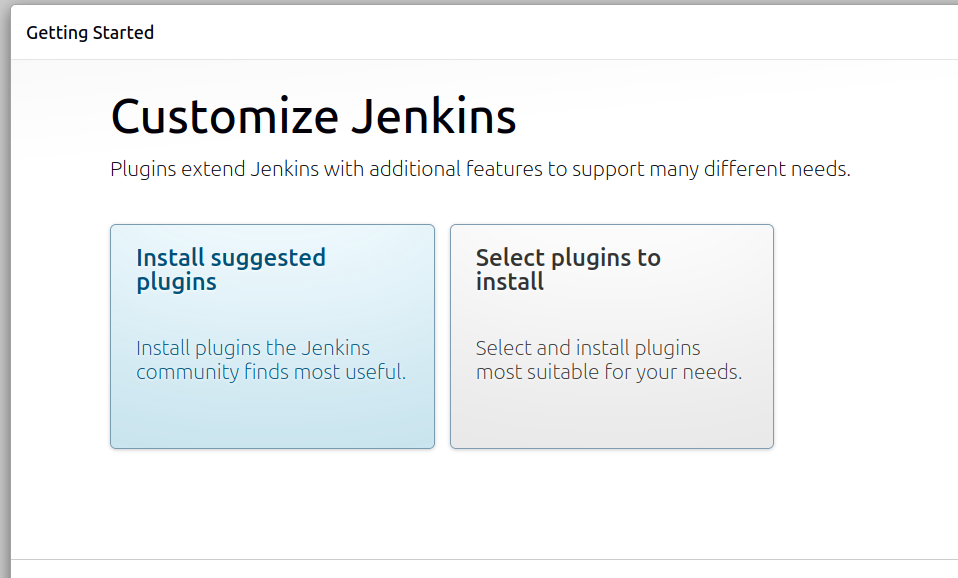 Getting Started
Customize Jenkins
Plugins extend Jenkins with additional features to support many different needs.
Install suggested
plugins
Install plugins the Jenkins
community finds most useful.
Select plugins to
install
Select and install plugins
most suitable for your needs.